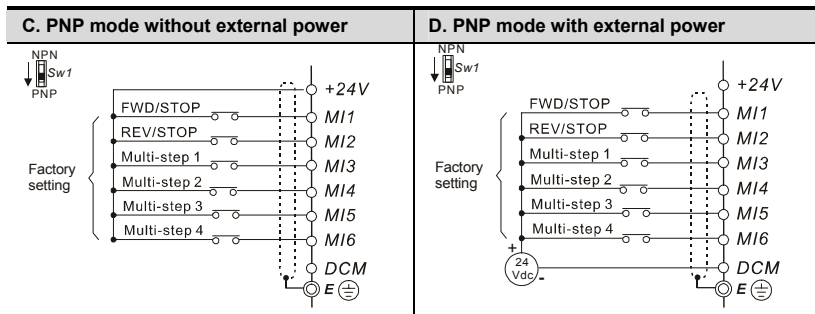 C. PNP mode without external power
NPN
Sw1
PNP
+24V
FWD/STOP
MI1
REV/STOP
MI2
Multi-step 1
MI3
Multi-step 2
MI4
Multi-step 3
MI5
Multi-step 4
MI6
Factory
setting
DCM
E
D. PNP mode with external power
NPN
Sw1
PNP
+24V
FWD/STOP
MI1
REV/STOP
MI2
Multi-step 1
MI3
Multi-step 2
MI4
Multi-step 3
MI5
Multi-step 4
MI6
Factory
setting
+
24
Vdc
-
DCM
E